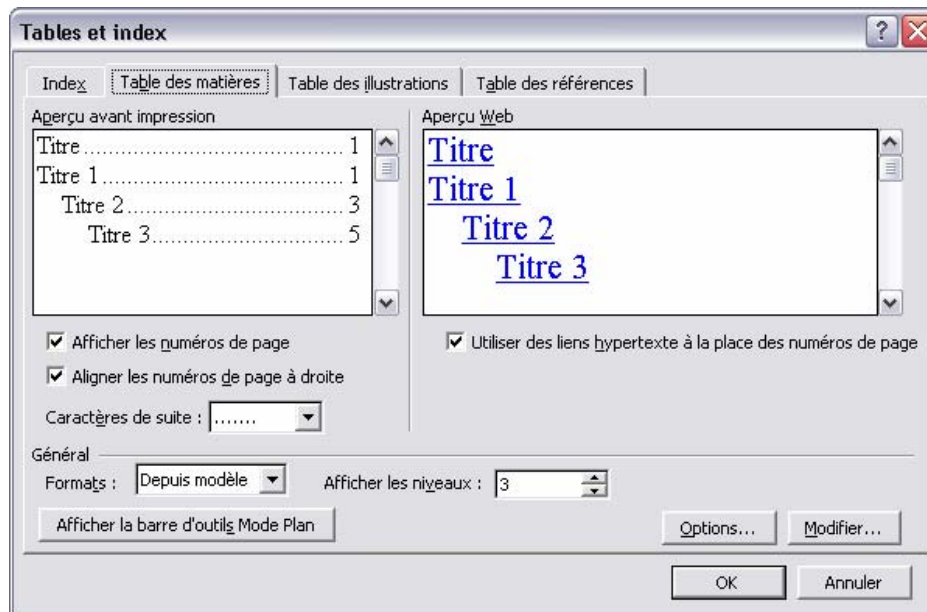 Tables et index
Index
Table des matières
Table des illustrations
Table des références
Aperçu avant impression
Titre........................................ 1
Titre 1..................................... 1
Titre 2................................. 3
Titre 3............................. 5
Aperçu Web
Titre
Titre 1
Titre 2
Titre 3
Afficher les numéros de page
Aligner les numéros de page à droite
Caractères de suite : .......
Utiliser des liens hypertexte à la place des numéros de page
Général
Formats : Depuis modèle
Afficher les niveaux : 3
Afficher la barre d'outils Mode Plan
Options...
Modifier...
OK
Annuler